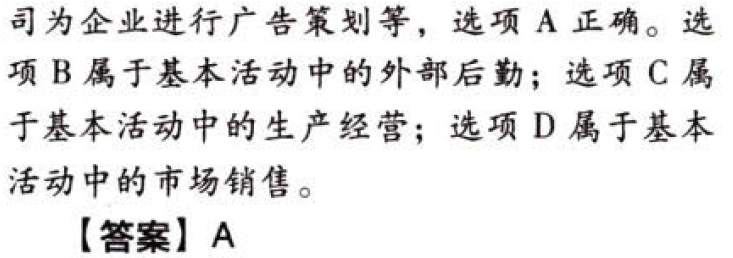 司为企业进行广告策划等，选项 A 正确。选
项 B 属于基本活动中的外部后勤；选项 C 属
于基本活动中的生产经营；选项 D 属于基本
活动中的市场销售。
【答案】A